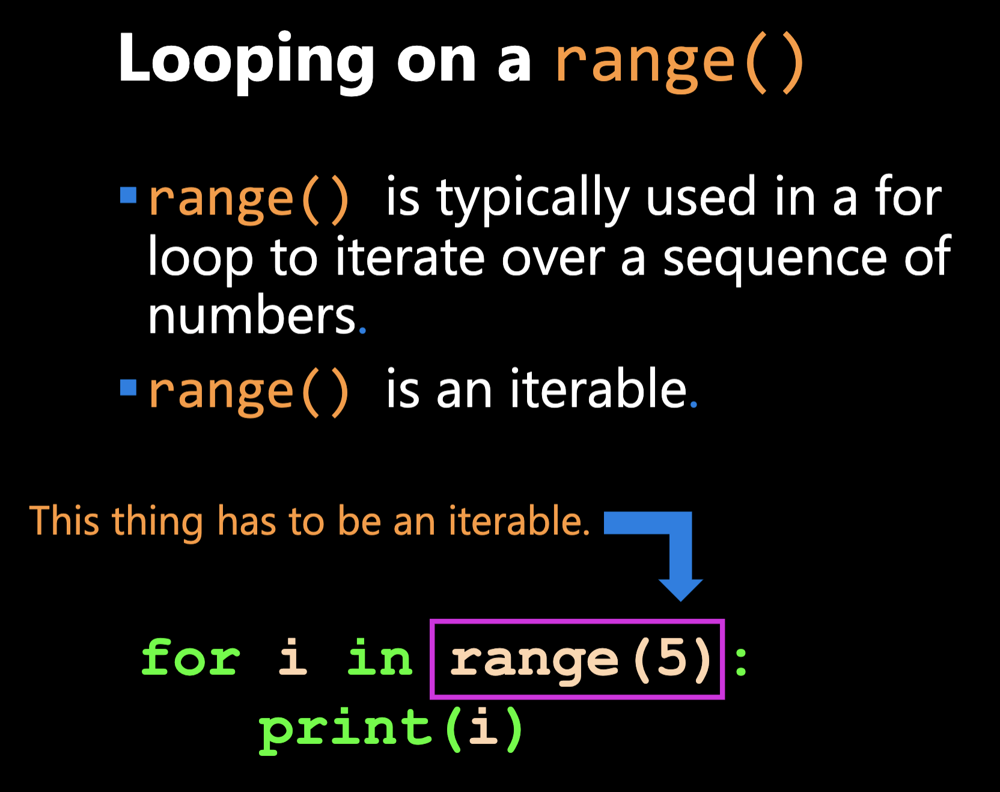 Looping on a range()
range() is typically used in a for
loop to iterate over a sequence of
numbers.
range() is an iterable.
This thing has to be an iterable.
for i in range(5):
    print(i)